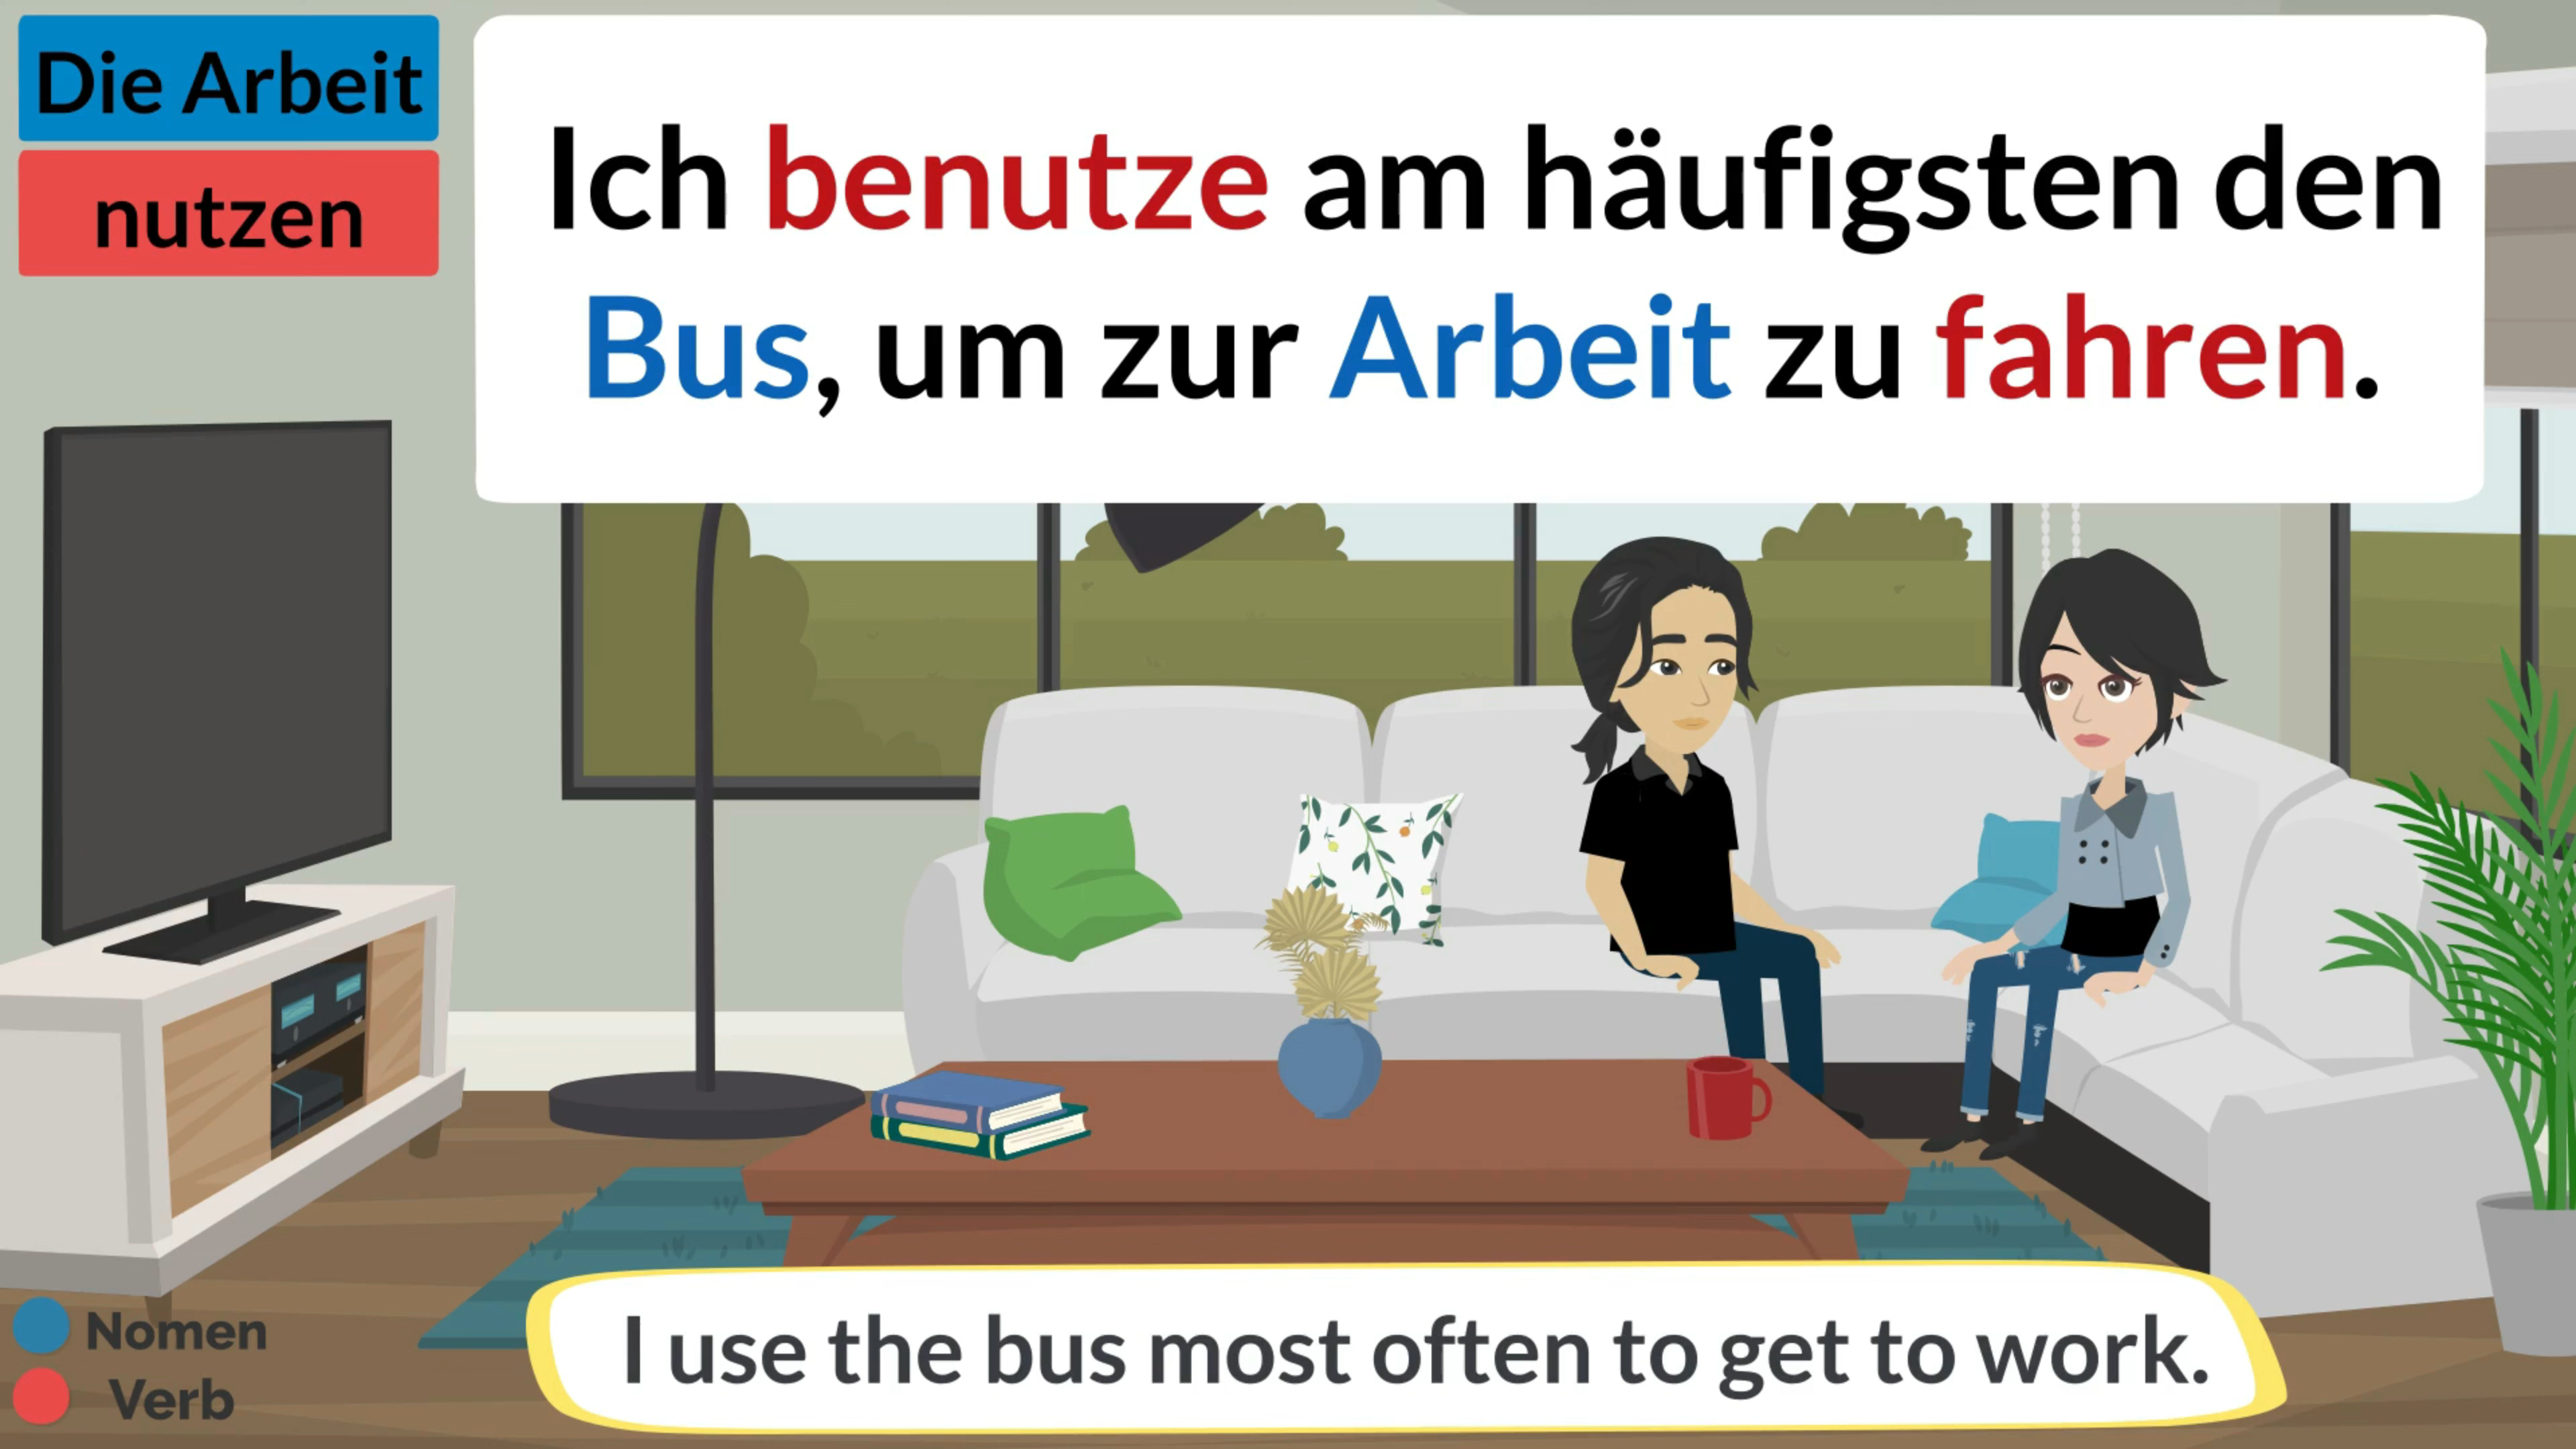 Die Arbeit
nutzen
Ich benutze am häufigsten den
Bus, um zur Arbeit zu fahren.
Nomen
Verb
I use the bus most often to get to work.